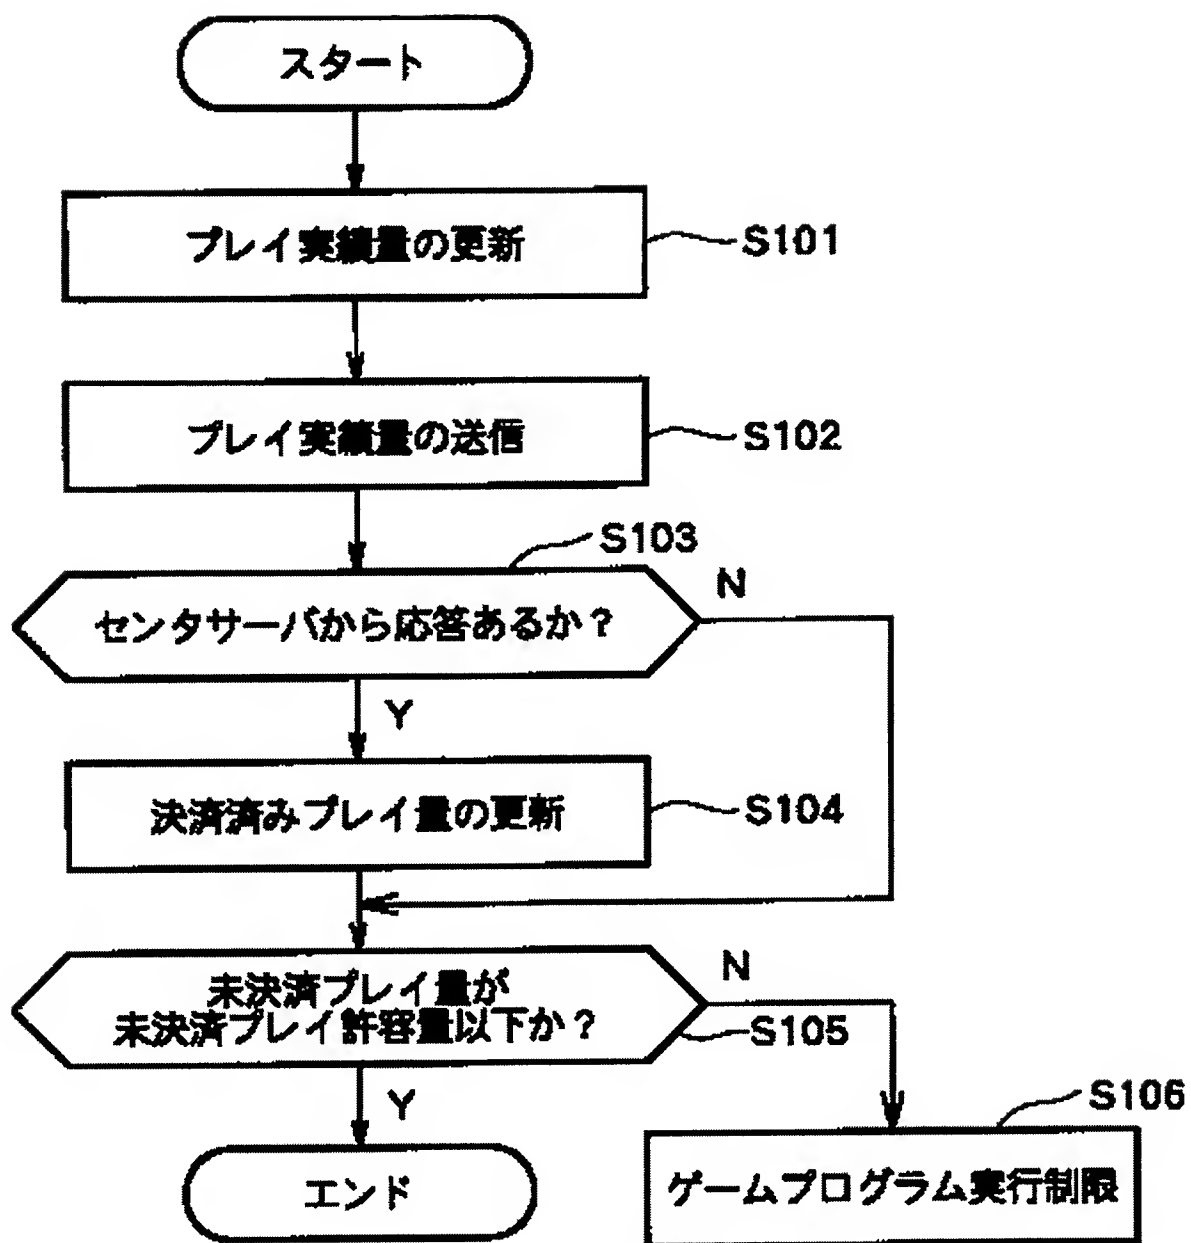 スタート
プレイ実績量の更新
S101
プレイ実績量の送信
S102
S103
センタサーバから応答あるか？
N
Y
決済済みプレイ量の更新
S104
未決済プレイ量が
未決済プレイ許容量以下か？
N
S105
Y
S106
エンド
ゲームプログラム実行制限